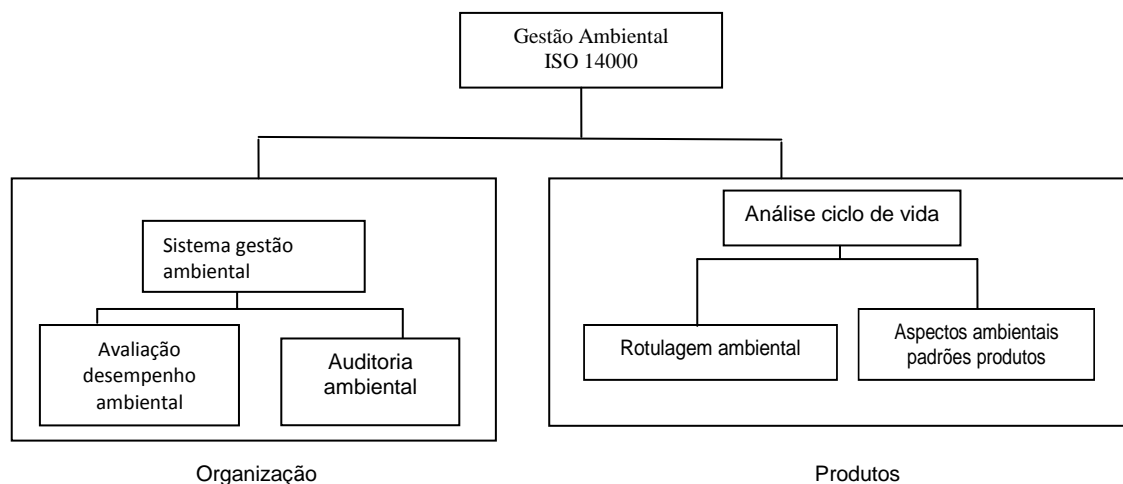 Gestão Ambiental
ISO 14000
Sistema gestão
ambiental
Avaliação
desempenho
ambiental
Auditoria
ambiental
Organização
Análise ciclo de vida
Rotulagem ambiental
Aspectos ambientais
padrões produtos
Produtos